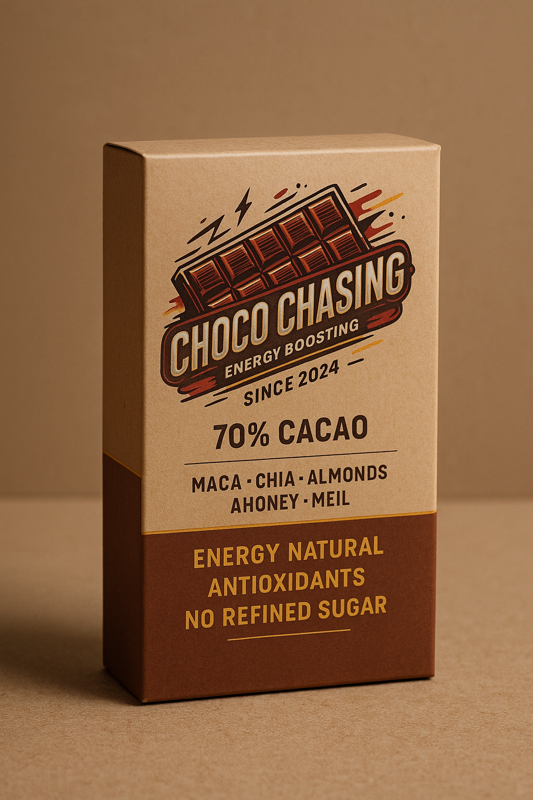 CHOCO CHASING
ENERGY BOOSTING
SINCE 2024
70% CACAO
MACA · CHIA · ALMONDS
AHONEY · MEIL
ENERGY NATURAL
ANTIOXIDANTS
NO REFINED SUGAR